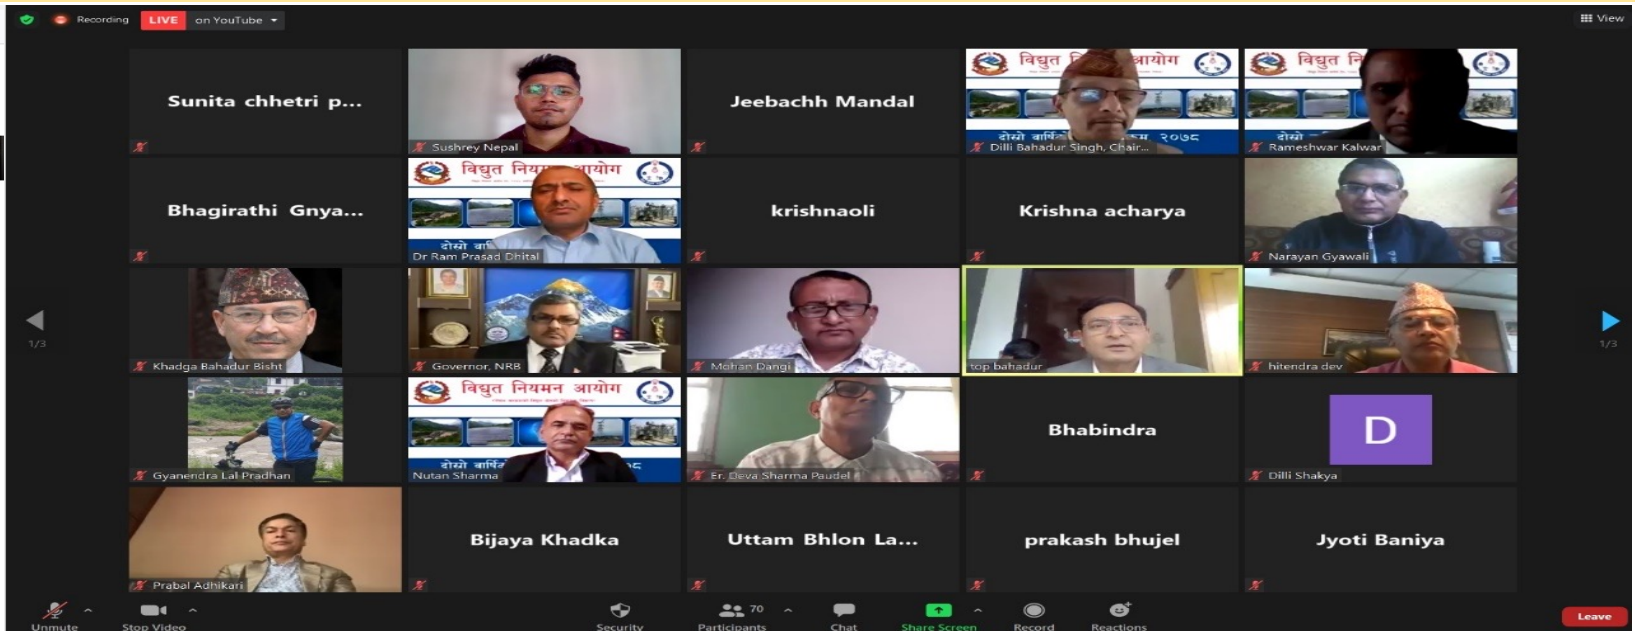 Recording LIVE on YouTube
View
Sunita chhetri p...
Sushrey Nepal
Jeebachh Mandal
विद्युत नि आयोग
दोस्रो वार्षि २०७८
Dilli Bahadur Singh, Chair...
विद्युत नि
दोस्रो
Rameshwar Kalwar
Bhagirathi Gnya...
विद्युत निय आयोग
दोस्रो वा
Dr Ram Prasad Dhital
krishnaoli
Krishna acharya
Narayan Gyawali
1/3
Khadga Bahadur Bisht
Governor, NRB
Mohan Dangi
top bahadur
hitendra dev
1/3
Gyanendra Lal Pradhan
विद्युत नियमन आयोग
दोस्रो वार्षि
Nutan Sharma
Er. Deva Sharma Paudel
Bhabindra
D
Dilli Shakya
Prabal Adhikari
Bijaya Khadka
Uttam Bhlon La...
prakash bhujel
Jyoti Baniya
Unmute
Stop Video
Security
70
Participants
Chat
Share Screen
Record
Reactions
Leave